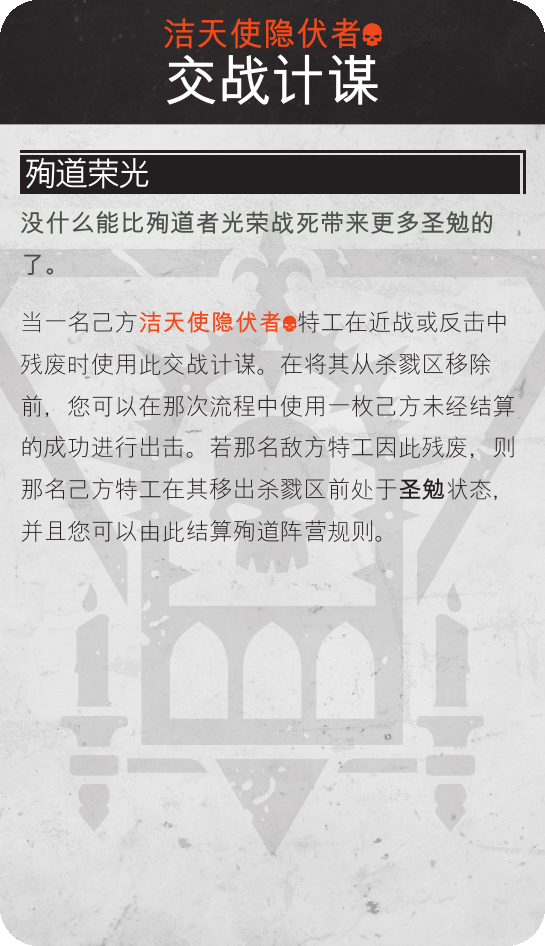 洁天使隐伏者
交战计谋
殉道荣光
没什么能比殉道者光荣战死带来更多圣勉的
了。
当一名己方洁天使隐伏者特工在近战或反击中
残废时使用此交战计谋。在将其从杀戮区移除
前，您可以在那次流程中使用一枚己方未经结算
的成功进行出击。若那名敌方特工因此残废，则
那名己方特工在其移出杀戮区前处于圣勉状态，
并且您可以由此结算殉道阵营规则。